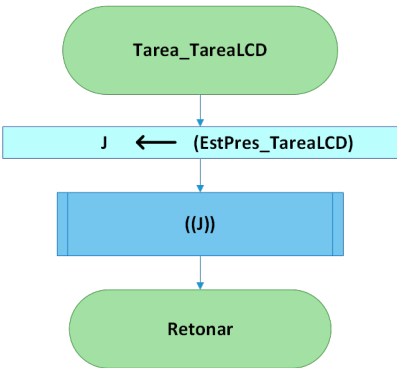 Tarea_TareaLCD
J ← (EstPres_TareaLCD)
((J))
Retonar